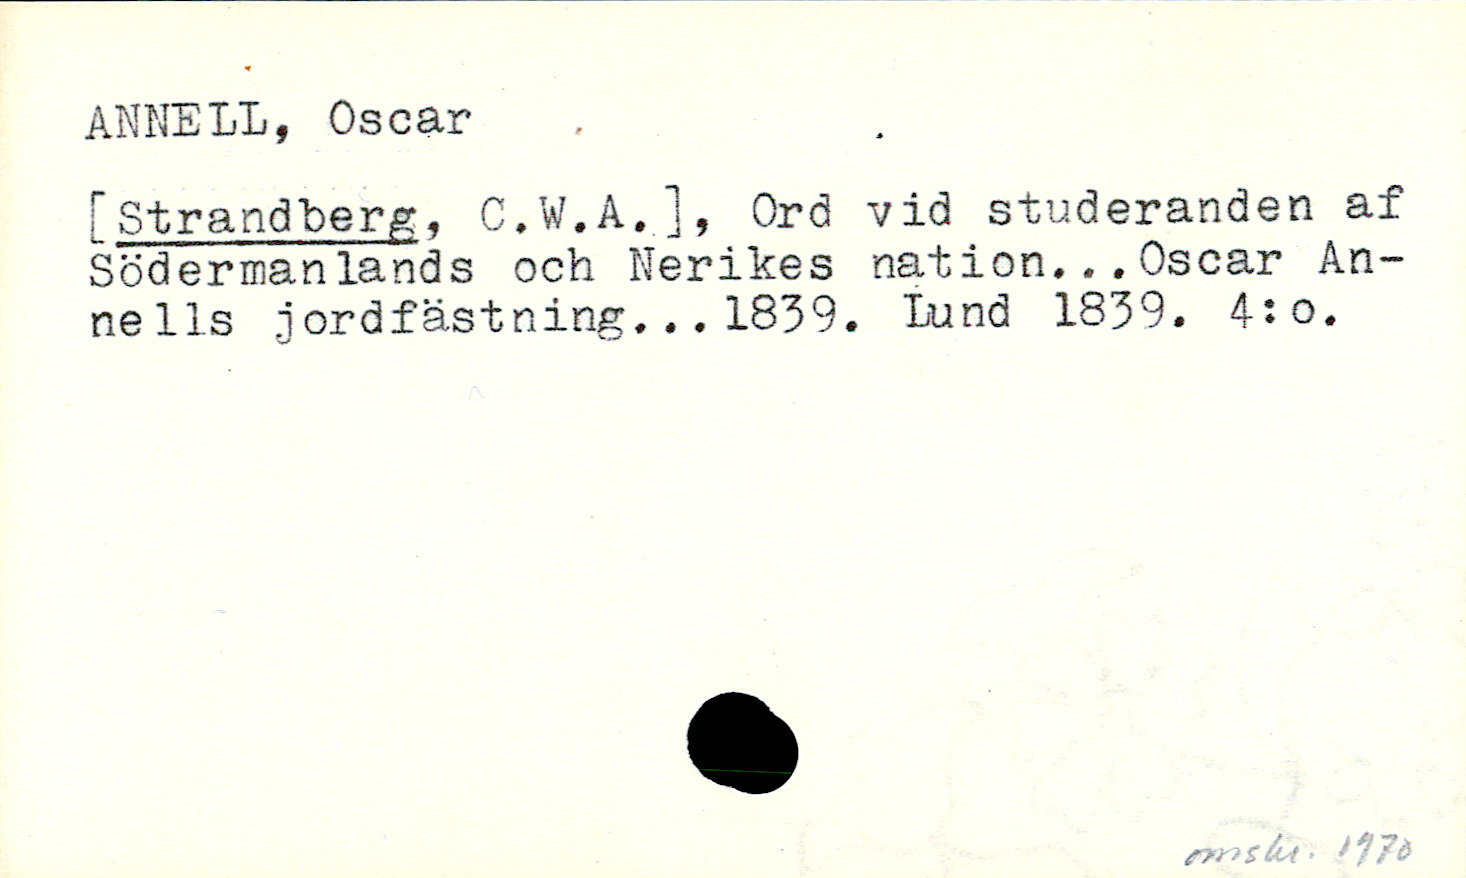 ANNELL, Oscar
[Strandberg, C.W.A.], Ord vid studeranden af
Södermanlands och Nerikes nation...Oscar An-
nells jordfästning...1839. Lund 1839. 4:o.
omskr. 1970